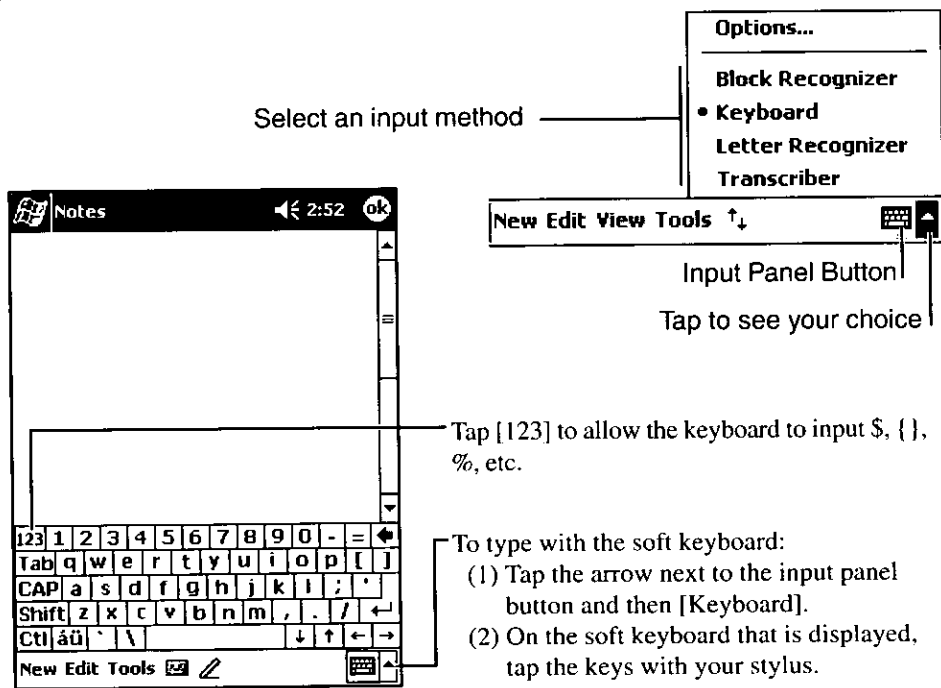 Options...
Block Recognizer
Select an input method
• Keyboard
Letter Recognizer
Transcriber
New Edit View Tools ↑↓
Input Panel Button
Tap to see your choice
Notes 2:52 ok
Tap [123] to allow the keyboard to input $, { },
%, etc.
123 1 2 3 4 5 6 7 8 9 0 - =
Tab q w e r t y u i o p [ ]
CAP a s d f g h j k l ; '
Shift z x c v b n m , . / ↵
Ctl áü ` \ ↓ ↑ ← →
New Edit Tools
To type with the soft keyboard:
(1) Tap the arrow next to the input panel
button and then [Keyboard].
(2) On the soft keyboard that is displayed,
tap the keys with your stylus.